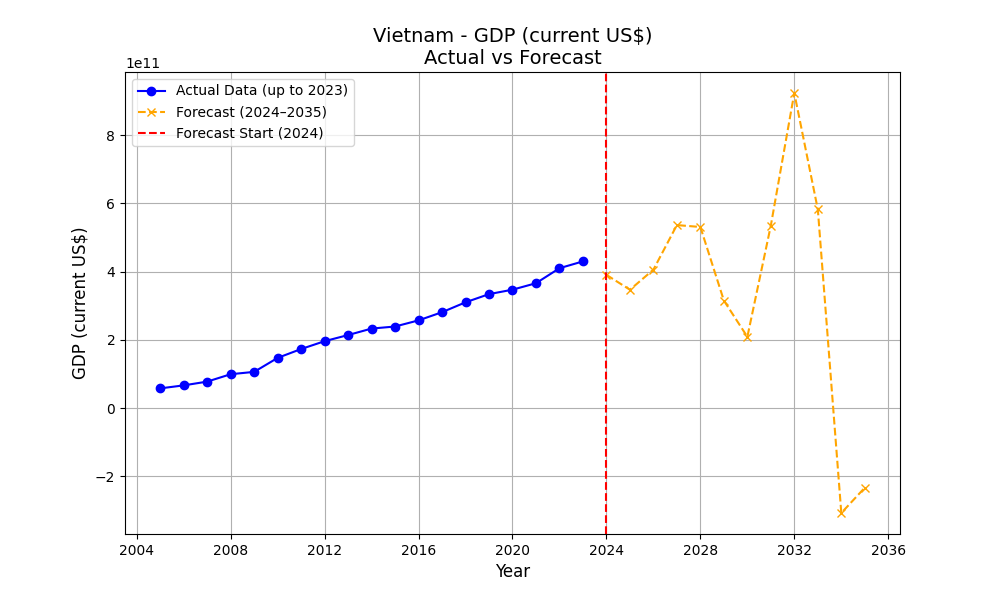 Vietnam - GDP (current US$)
Actual vs Forecast
1e11
Actual Data (up to 2023)
Forecast (2024–2035)
Forecast Start (2024)
8
6
4
2
0
−2
GDP (current US$)
2004 2008 2012 2016 2020 2024 2028 2032 2036
Year